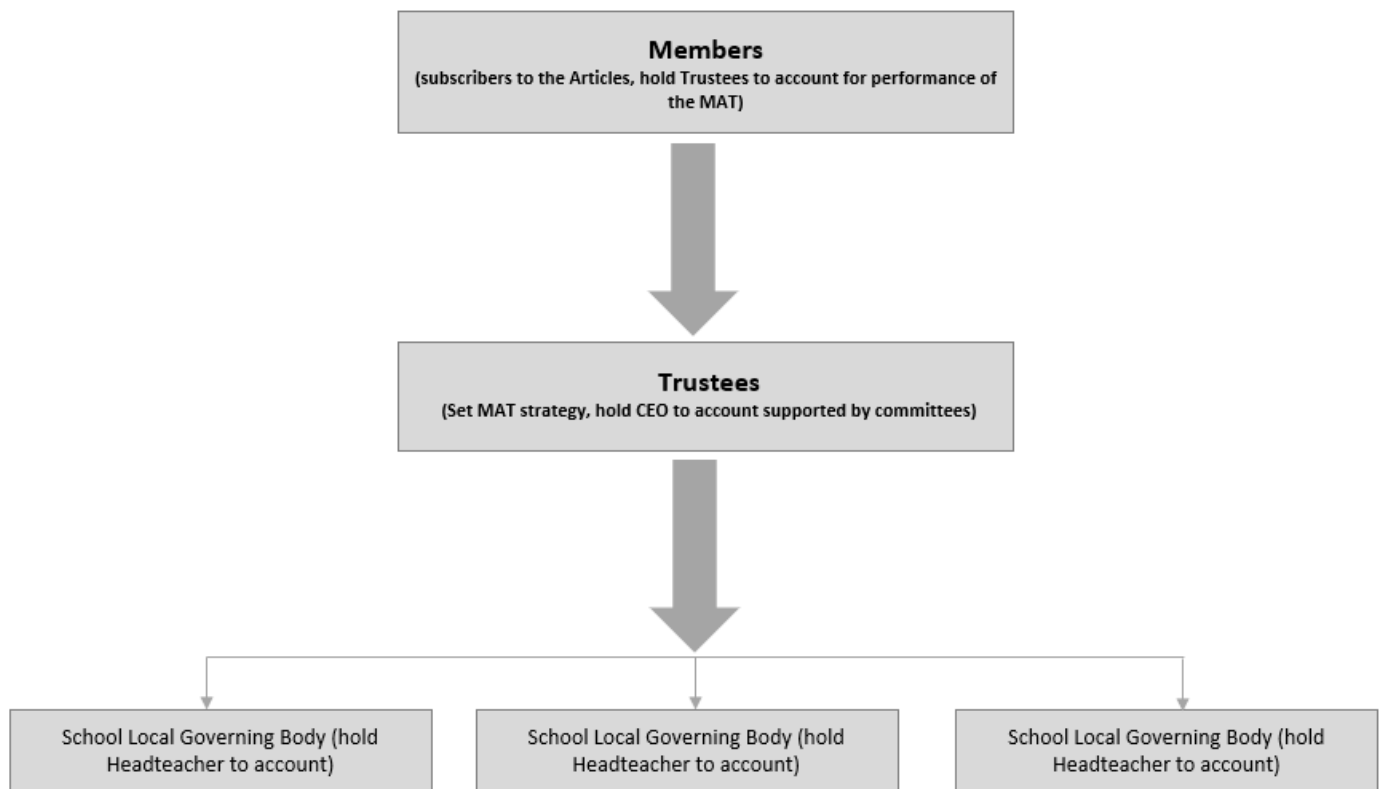 Members
(subscribers to the Articles, hold Trustees to account for performance of
the MAT)
Trustees
(Set MAT strategy, hold CEO to account supported by committees)
School Local Governing Body (hold
Headteacher to account)
School Local Governing Body (hold
Headteacher to account)
School Local Governing Body (hold
Headteacher to account)